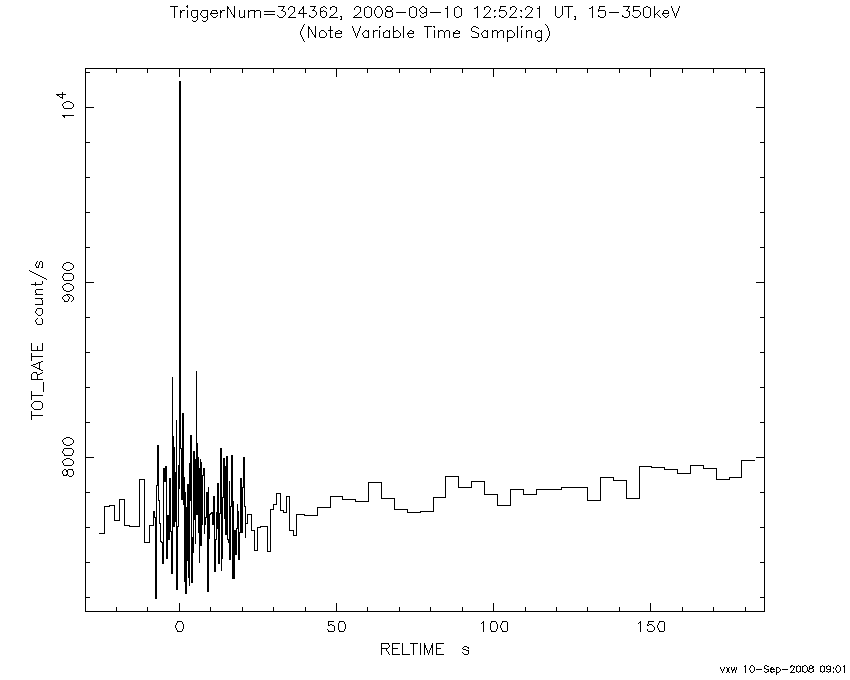 TriggerNum=324362, 2008-09-10 12:52:21 UT, 15-350keV
(Note Variable Time Sampling)
10⁴
9000
8000
TOT_RATE count/s
0 50 100 150
RELTIME s
vxw 10-Sep-2008 09:01